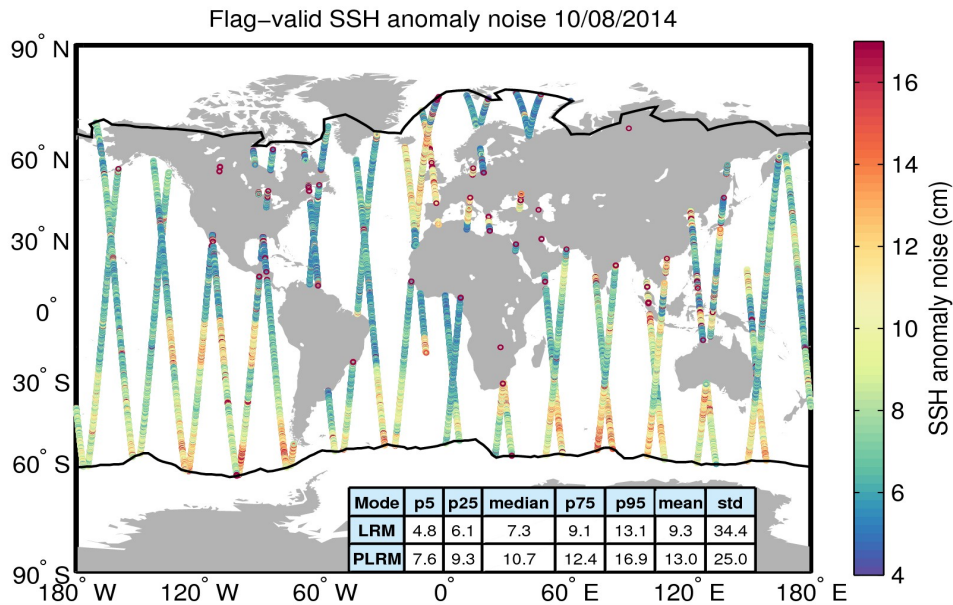 Flag−valid SSH anomaly noise 10/08/2014
90° N
60° N
30° N
0°
30° S
60° S
90° S
180° W
120° W
60° W
0°
60° E
120° E
180° E
16
14
12
10
8
6
4
SSH anomaly noise (cm)
Mode p5 p25 median p75 p95 mean std
LRM 4.8 6.1 7.3 9.1 13.1 9.3 34.4
PLRM 7.6 9.3 10.7 12.4 16.9 13.0 25.0